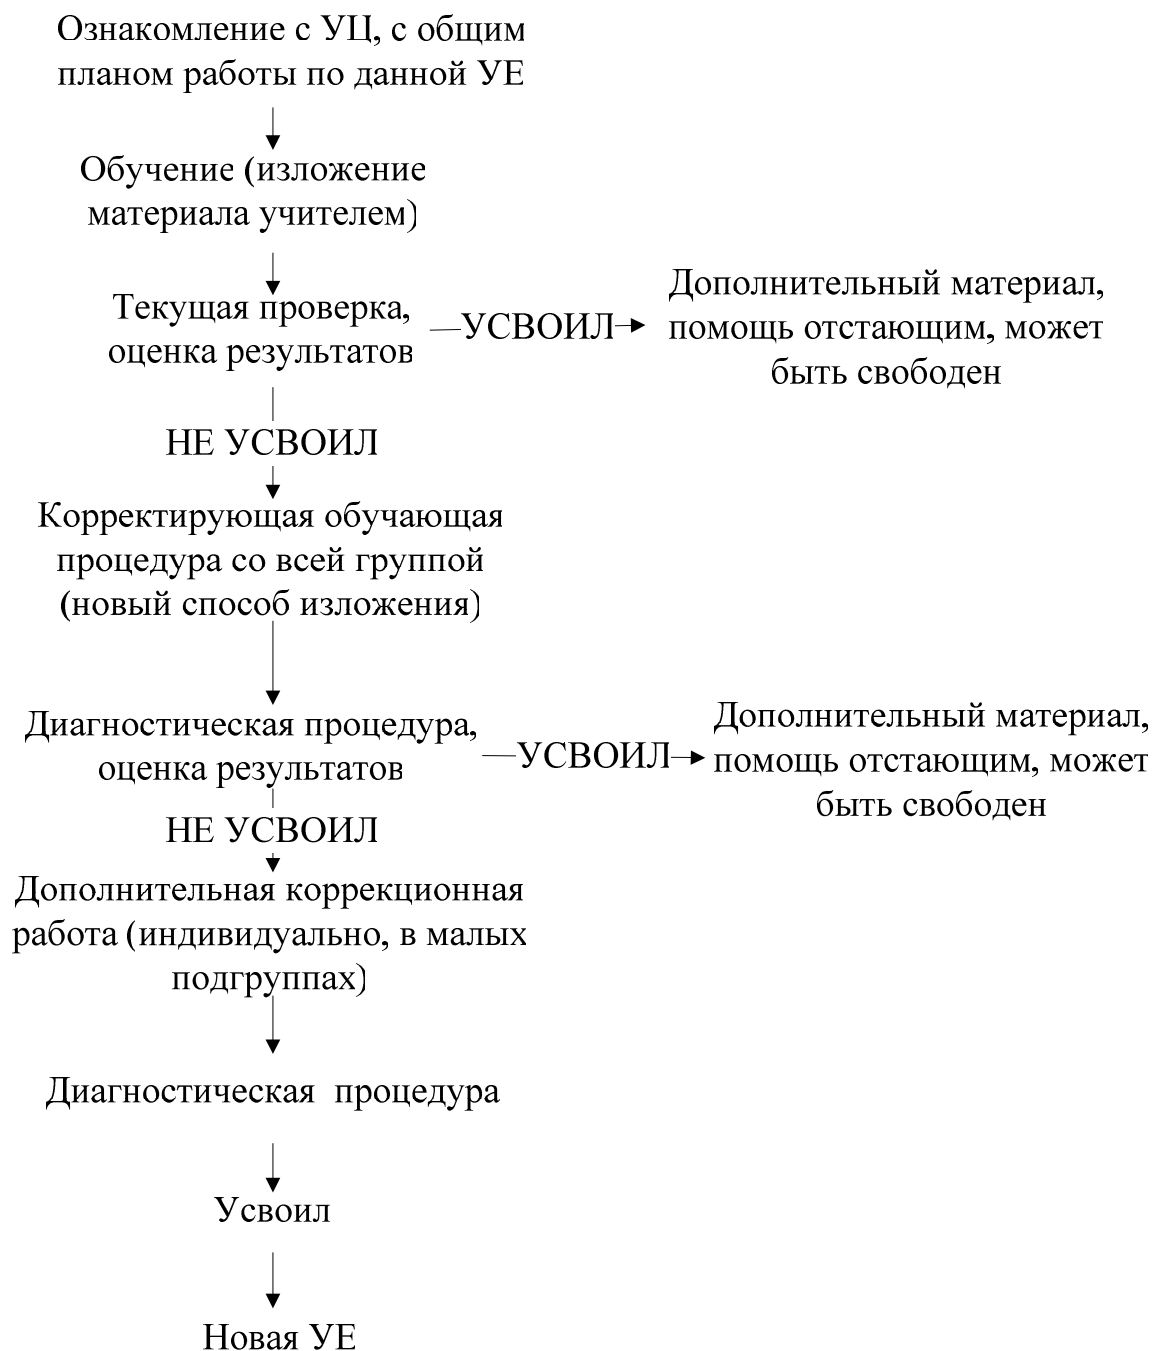 Ознакомление с УЦ, с общим
планом работы по данной УЕ
Обучение (изложение
материала учителем)
Текущая проверка,
оценка результатов
УСВОИЛ
Дополнительный материал,
помощь отстающим, может
быть свободен
НЕ УСВОИЛ
Корректирующая обучающая
процедура со всей группой
(новый способ изложения)
Диагностическая процедура,
оценка результатов
УСВОИЛ
Дополнительный материал,
помощь отстающим, может
быть свободен
НЕ УСВОИЛ
Дополнительная коррекционная
работа (индивидуально, в малых
подгруппах)
Диагностическая процедура
Усвоил
Новая УЕ